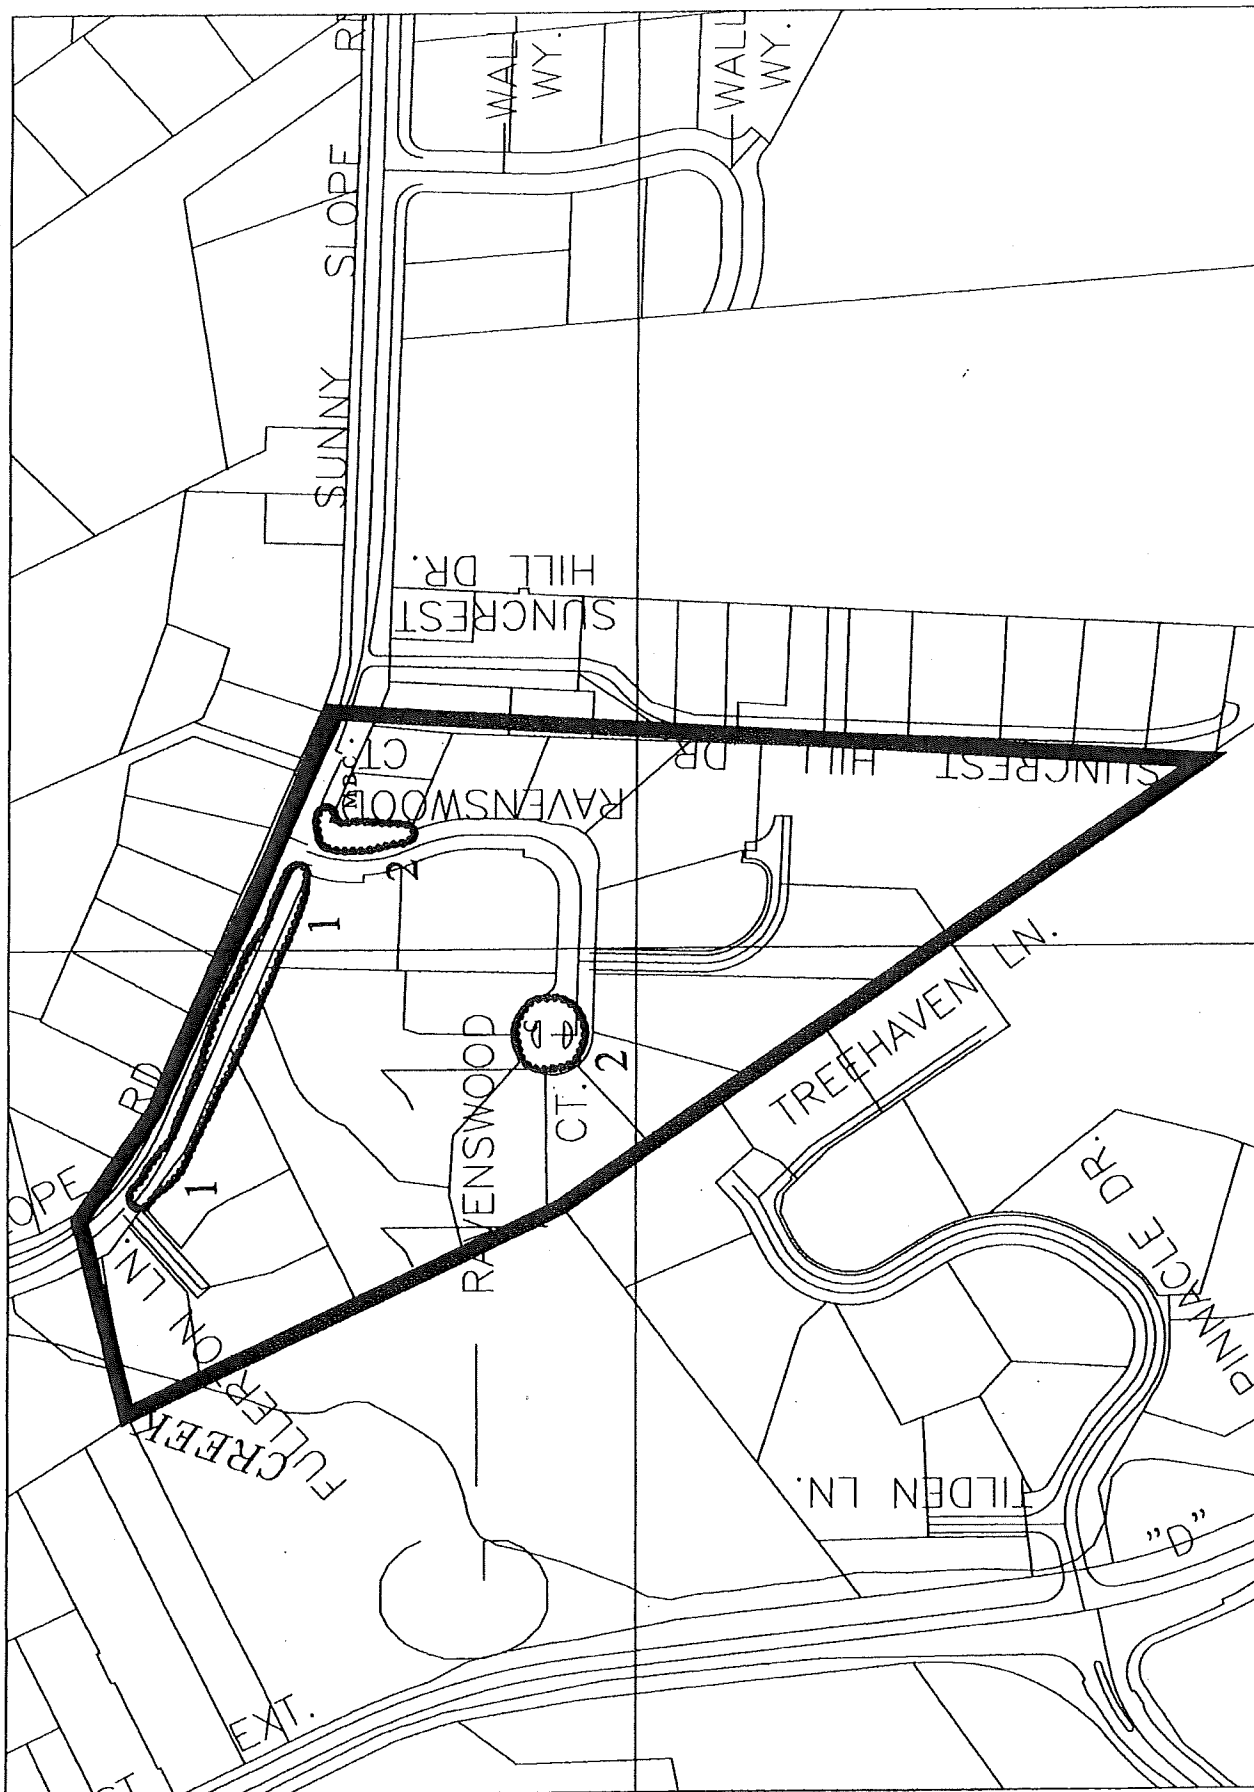 WALL
WY.
WALL
WY.
SUNNY SLOPE
SUNCREST
HILL DR.
RAVENSWOOD
CT.
SUNCREST HILL DR
2
1
RD
OPE
1
RAVENSWOOD
CT.
2
TREEHAVEN LN.
FULLERTON LN.
CREEK
PINNACLE DR.
TILDEN LN.
"D"
EXT.